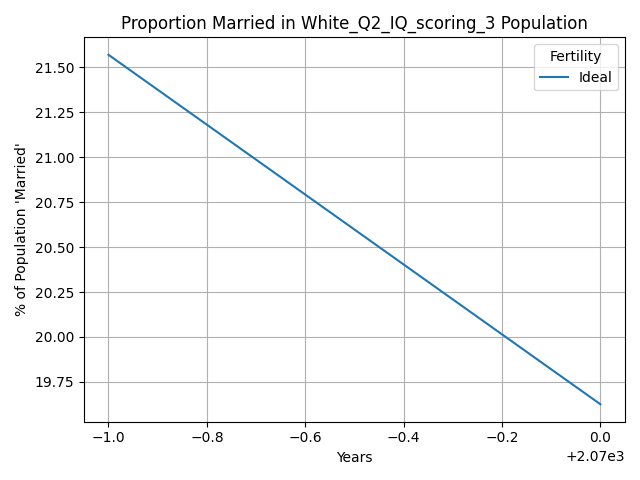 Proportion Married in White_Q2_IQ_scoring_3 Population
Fertility
Ideal
% of Population 'Married'
21.50
21.25
21.00
20.75
20.50
20.25
20.00
19.75
−1.0 −0.8 −0.6 −0.4 −0.2 0.0
Years
+2.07e3